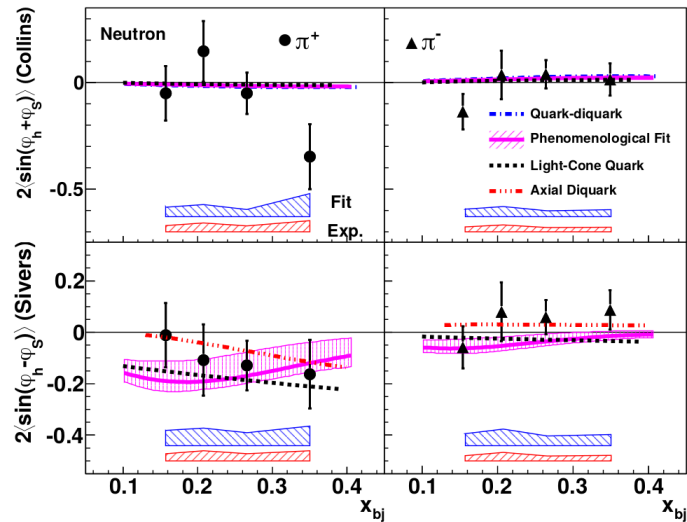 Neutron
π+
π-
2⟨sin(φh+φS)⟩ (Collins)
0
-0.5
Quark-diquark
Phenomenological Fit
Light-Cone Quark
Axial Diquark
Fit
Exp.
2⟨sin(φh-φS)⟩ (Sivers)
0.2
0
-0.2
-0.4
0.1 0.2 0.3 0.4 0.1 0.2 0.3 0.4
xbj xbj